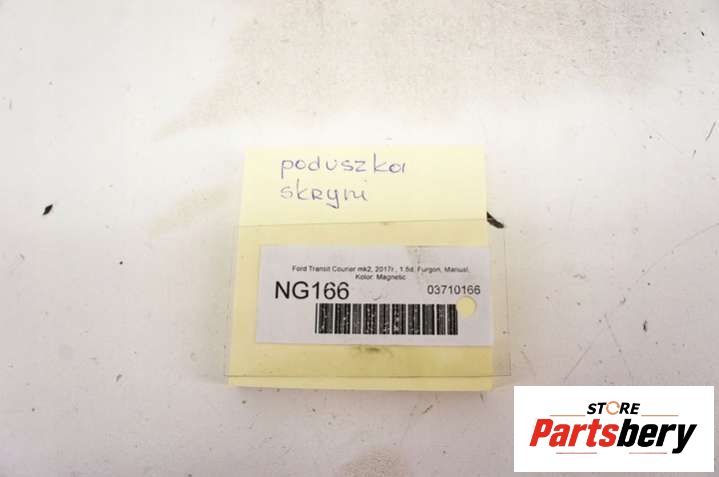 poduszka
skrzyni
Ford Transit Courier mk2, 2017r., 1.5d, Furgon, Manual,
Kolor: Magnetic
NG166
03710166
STORE
Partsbery